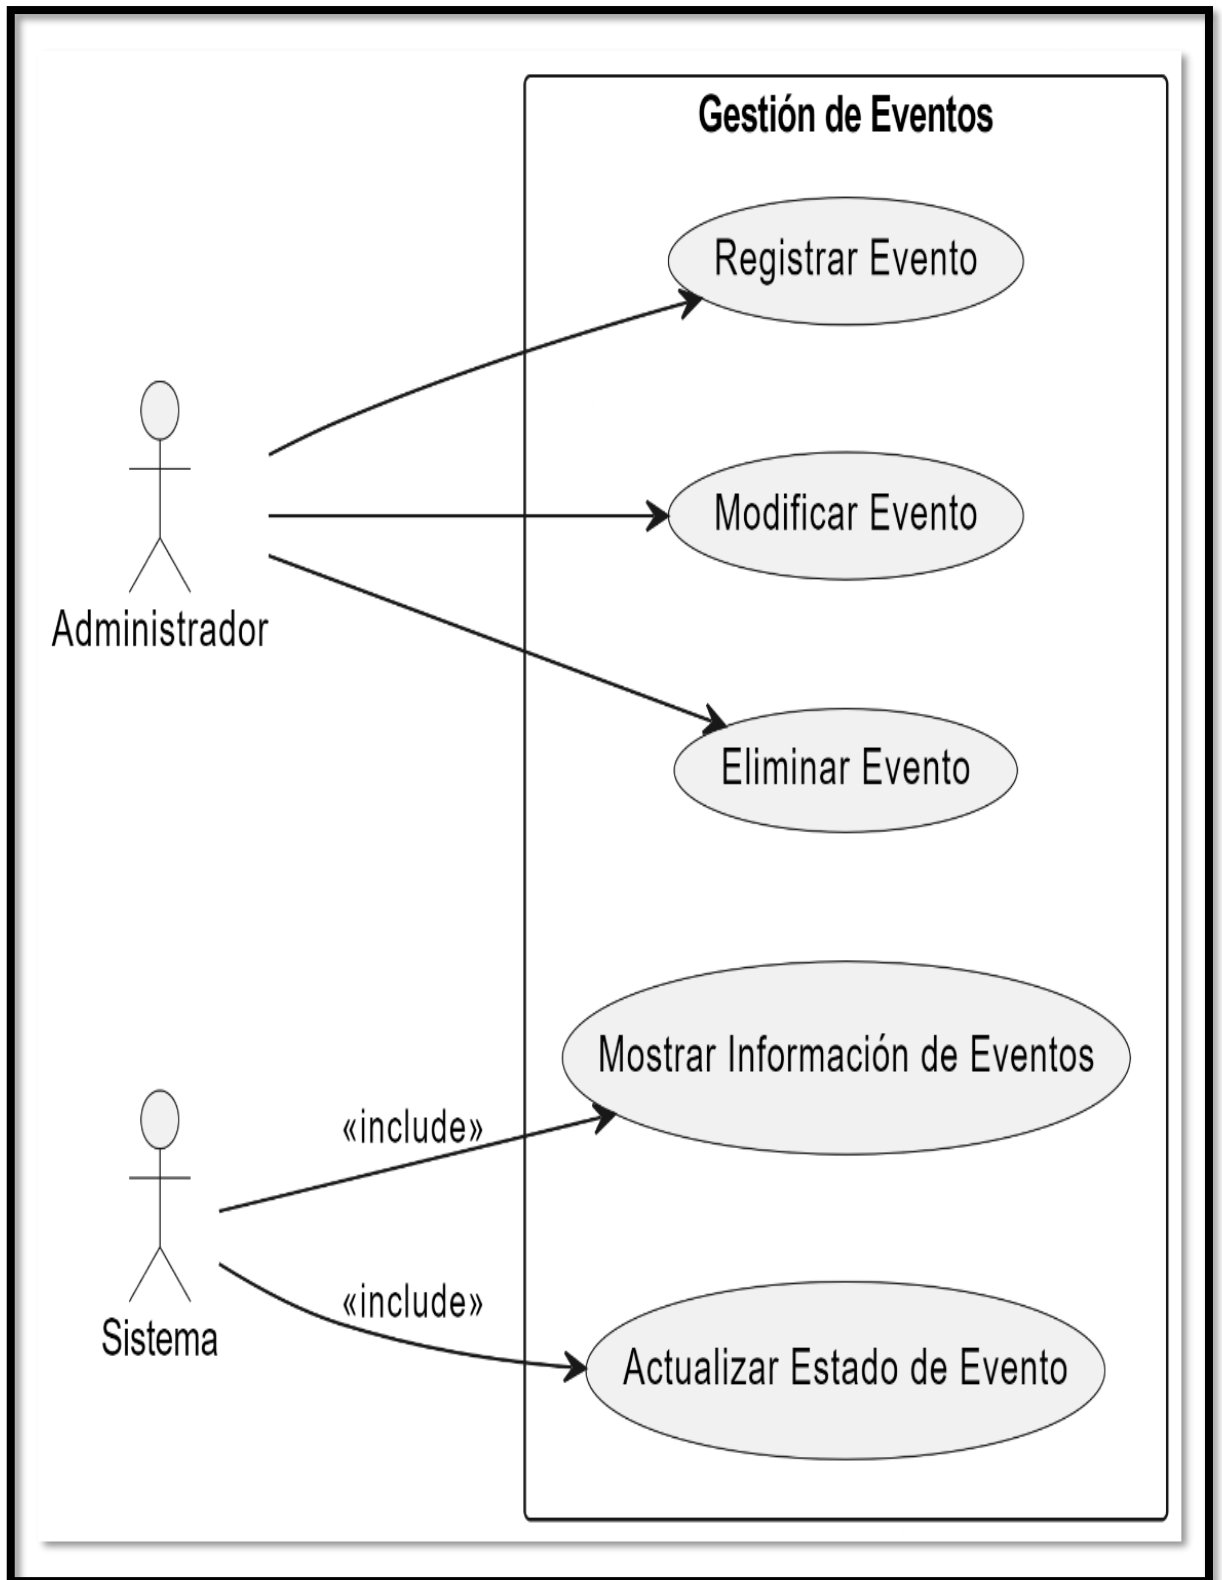 Gestión de Eventos
Registrar Evento
Modificar Evento
Administrador
Eliminar Evento
Mostrar Información de Eventos
«include»
«include»
Sistema
Actualizar Estado de Evento